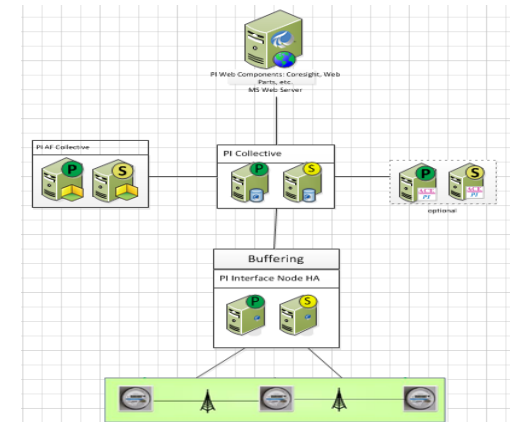 PI Web Components: Coresight, Web
Parts, etc
MS Web Server
PI AF Collective
P
S
PI Collective
P
S
P
S
optional
Buffering
PI Interface Node HA
P
S